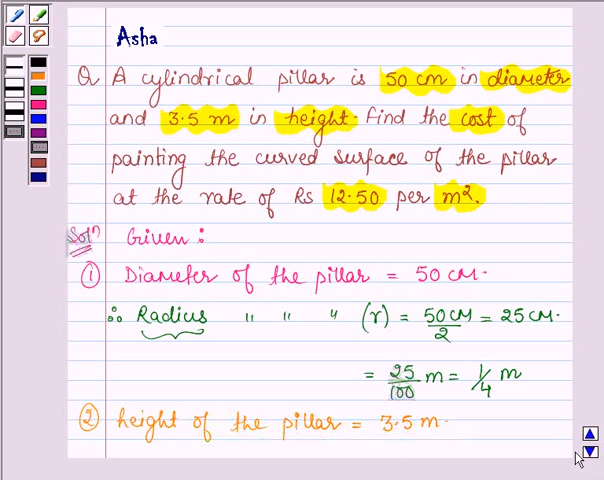 Asha
Q A cylindrical pillar is 50 cm in diameter
and 3.5 m in height. Find the cost of
painting the curved surface of the pillar
at the rate of Rs 12.50 per m².
Solⁿ Given :
① Diameter of the pillar = 50 cm.
∴ Radius " " " (r) = 50 cm/2 = 25 cm.
= 25/100 m = 1/4 m
② height of the pillar = 3.5 m.